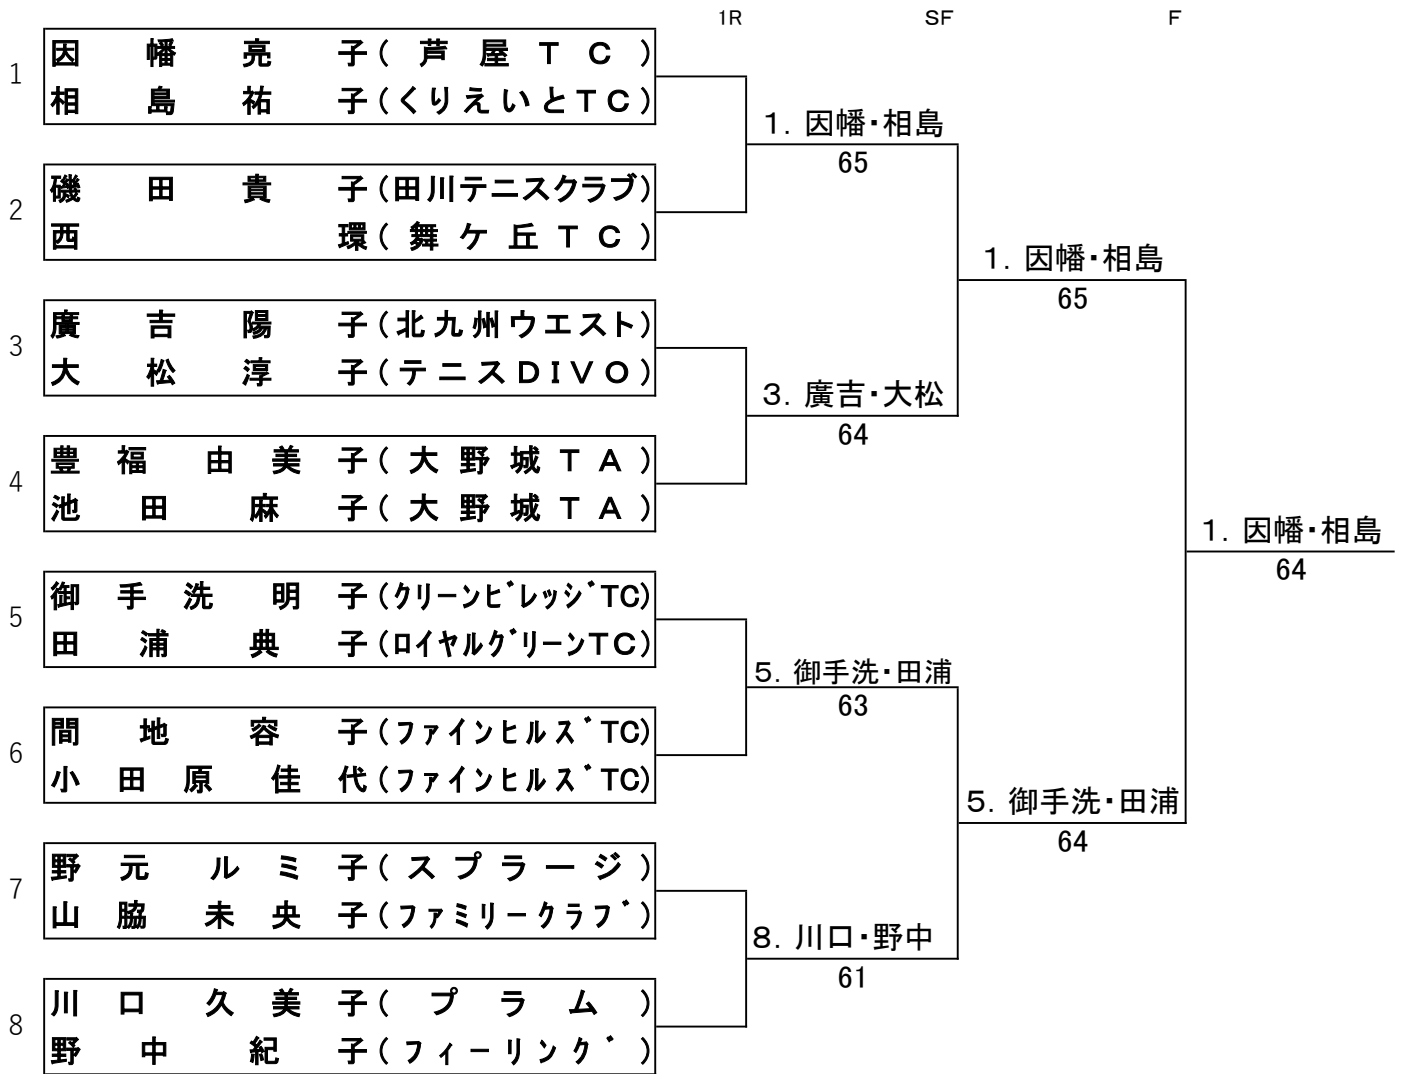 1R SF F
1 因幡亮子(芦屋TC)
相島祐子(くりえいとTC)
1. 因幡・相島
65
2 磯田貴子(田川テニスクラブ)
西環(舞ケ丘TC)
1. 因幡・相島
65
3 廣吉陽子(北九州ウエスト)
大松淳子(テニスDIVO)
3. 廣吉・大松
64
4 豊福由美子(大野城TA)
池田麻子(大野城TA)
1. 因幡・相島
64
5 御手洗明子(クリーンビレッジTC)
田浦典子(ロイヤルグリーンTC)
5. 御手洗・田浦
63
6 間地容子(ファインヒルズTC)
小田原佳代(ファインヒルズTC)
5. 御手洗・田浦
64
7 野元ルミ子(スプラージ)
山脇未央子(ファミリークラブ)
8. 川口・野中
61
8 川口久美子(プラム)
野中紀子(フィーリング)